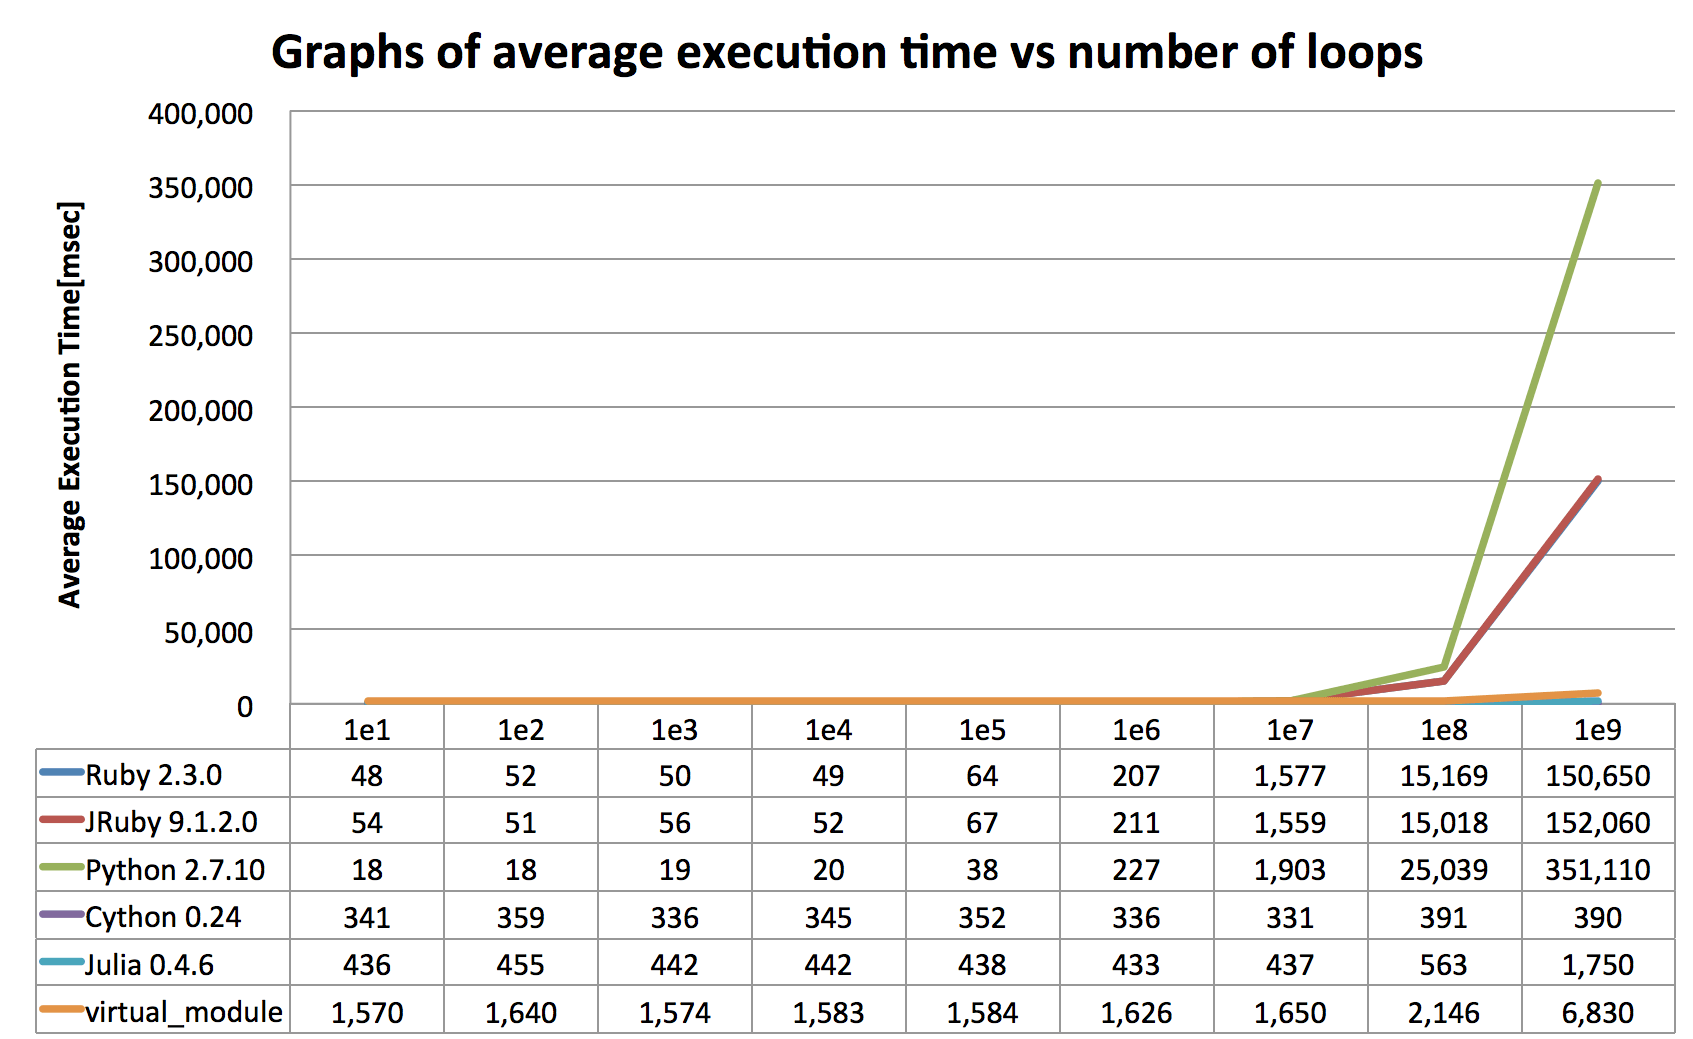 Graphs of average execution time vs number of loops
400,000
350,000
300,000
250,000
200,000
150,000
100,000
50,000
0
Average Execution Time[msec]
1e1 1e2 1e3 1e4 1e5 1e6 1e7 1e8 1e9
Ruby 2.3.0 48 52 50 49 64 207 1,577 15,169 150,650
JRuby 9.1.2.0 54 51 56 52 67 211 1,559 15,018 152,060
Python 2.7.10 18 18 19 20 38 227 1,903 25,039 351,110
Cython 0.24 341 359 336 345 352 336 331 391 390
Julia 0.4.6 436 455 442 442 438 433 437 563 1,750
virtual_module 1,570 1,640 1,574 1,583 1,584 1,626 1,650 2,146 6,830